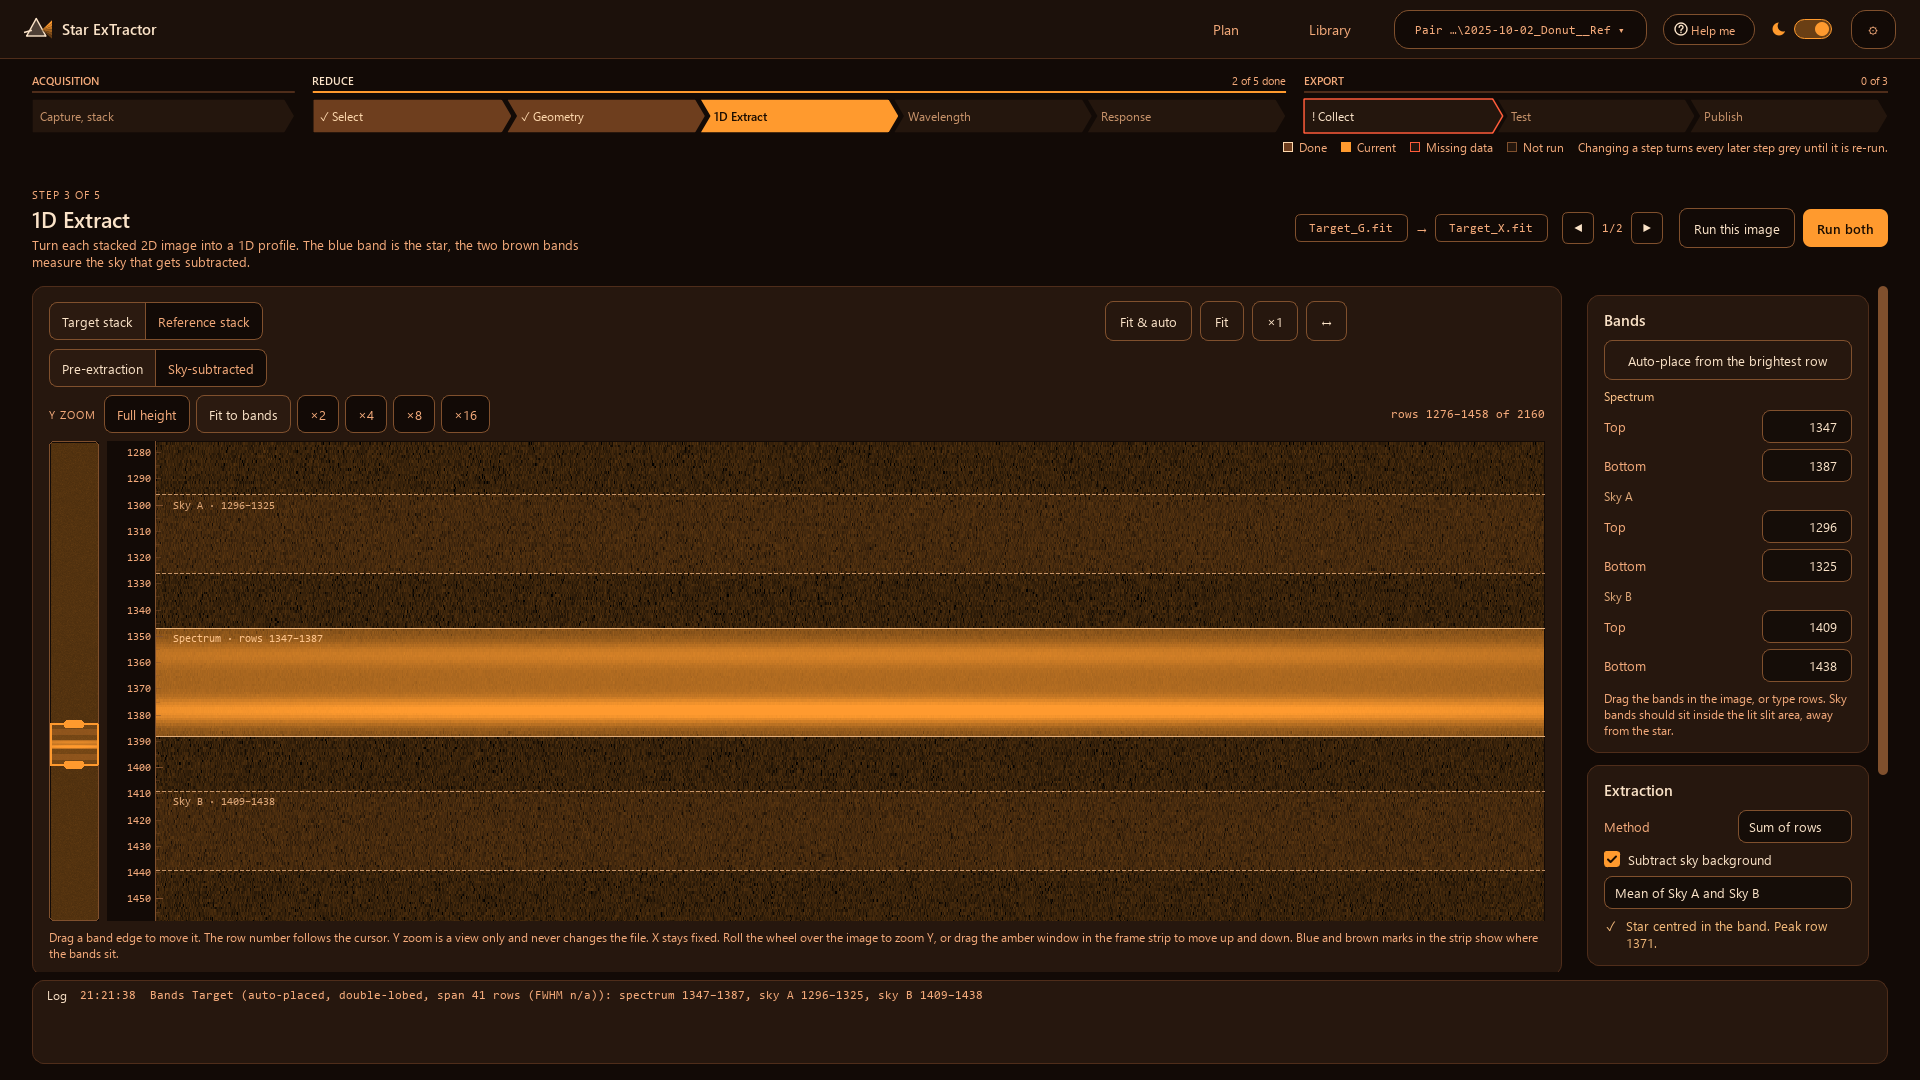 Star ExTractor
Plan
Library
Pair …\2025-10-02_Donut__Ref ▾
? Help me
ACQUISITION
REDUCE
2 of 5 done
EXPORT
0 of 3
Capture, stack
✓ Select
✓ Geometry
1D Extract
Wavelength
Response
! Collect
Test
Publish
Done
Current
Missing data
Not run
Changing a step turns every later step grey until it is re-run.
STEP 3 OF 5
1D Extract
Turn each stacked 2D image into a 1D profile. The blue band is the star, the two brown bands
measure the sky that gets subtracted.
Target_G.fit → Target_X.fit
◄ 1/2 ►
Run this image
Run both
Target stack
Reference stack
Fit & auto
Fit
×1
↔
Pre-extraction
Sky-subtracted
Y ZOOM
Full height
Fit to bands
×2
×4
×8
×16
rows 1276–1458 of 2160
1280
1290
1300
1310
1320
1330
1340
1350
1360
1370
1380
1390
1400
1410
1420
1430
1440
1450
Sky A · 1296–1325
Spectrum · rows 1347–1387
Sky B · 1409–1438
Drag a band edge to move it. The row number follows the cursor. Y zoom is a view only and never changes the file. X stays fixed. Roll the wheel over the image to zoom Y, or drag the amber window in the frame strip to move up and down. Blue and brown marks in the strip show where
the bands sit.
Bands
Auto-place from the brightest row
Spectrum
Top 1347
Bottom 1387
Sky A
Top 1296
Bottom 1325
Sky B
Top 1409
Bottom 1438
Drag the bands in the image, or type rows. Sky
bands should sit inside the lit slit area, away
from the star.
Extraction
Method Sum of rows
Subtract sky background
Mean of Sky A and Sky B
✓ Star centred in the band. Peak row
1371.
Log 21:21:38 Bands Target (auto-placed, double-lobed, span 41 rows (FWHM n/a)): spectrum 1347–1387, sky A 1296–1325, sky B 1409–1438